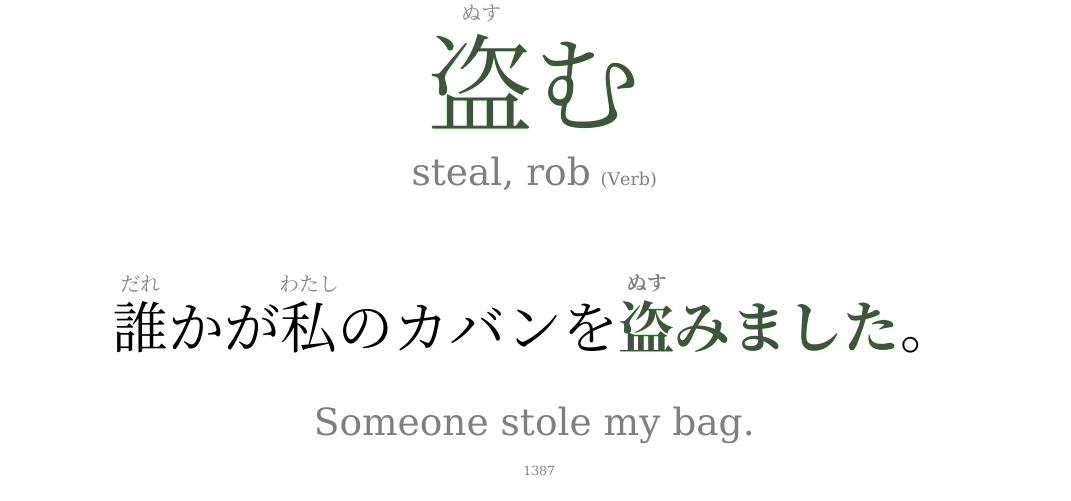 ぬす
盗む
steal, rob (Verb)
だれ わたし ぬす
誰かが私のカバンを盗みました。
Someone stole my bag.
1387